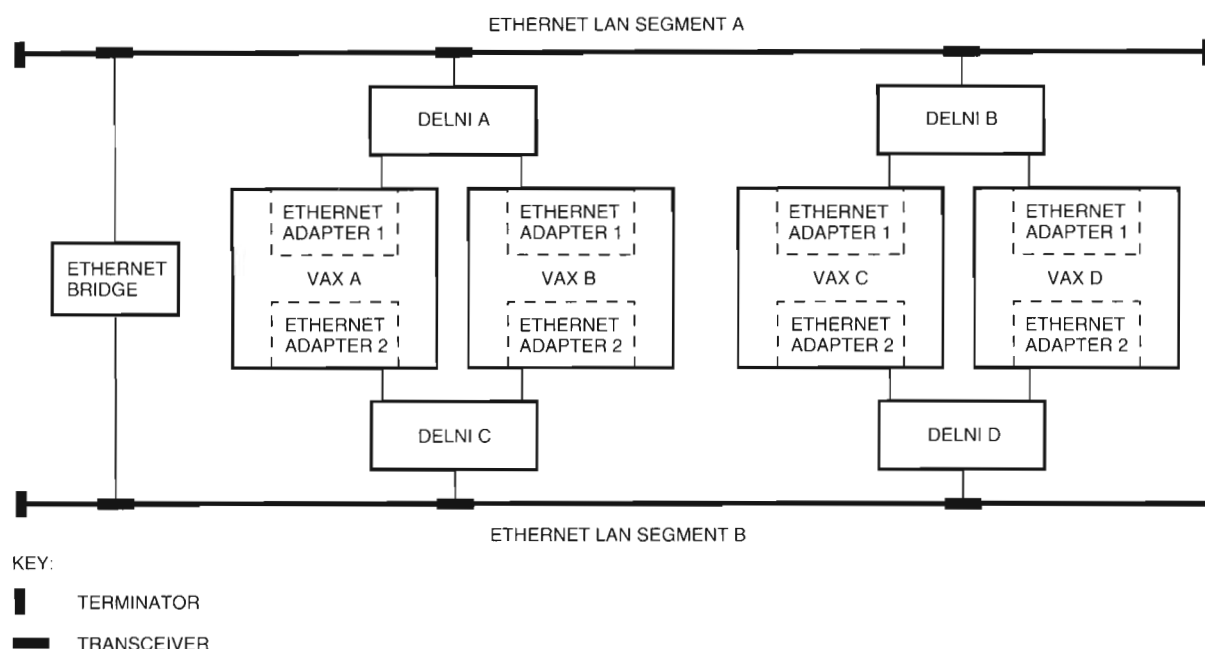 ETHERNET LAN SEGMENT A
DELNI A
DELNI B
ETHERNET
ADAPTER 1
ETHERNET
ADAPTER 1
ETHERNET
ADAPTER 1
ETHERNET
ADAPTER 1
ETHERNET
BRIDGE
VAX A
VAX B
VAX C
VAX D
ETHERNET
ADAPTER 2
ETHERNET
ADAPTER 2
ETHERNET
ADAPTER 2
ETHERNET
ADAPTER 2
DELNI C
DELNI D
ETHERNET LAN SEGMENT B
KEY:
TERMINATOR
TRANSCEIVER